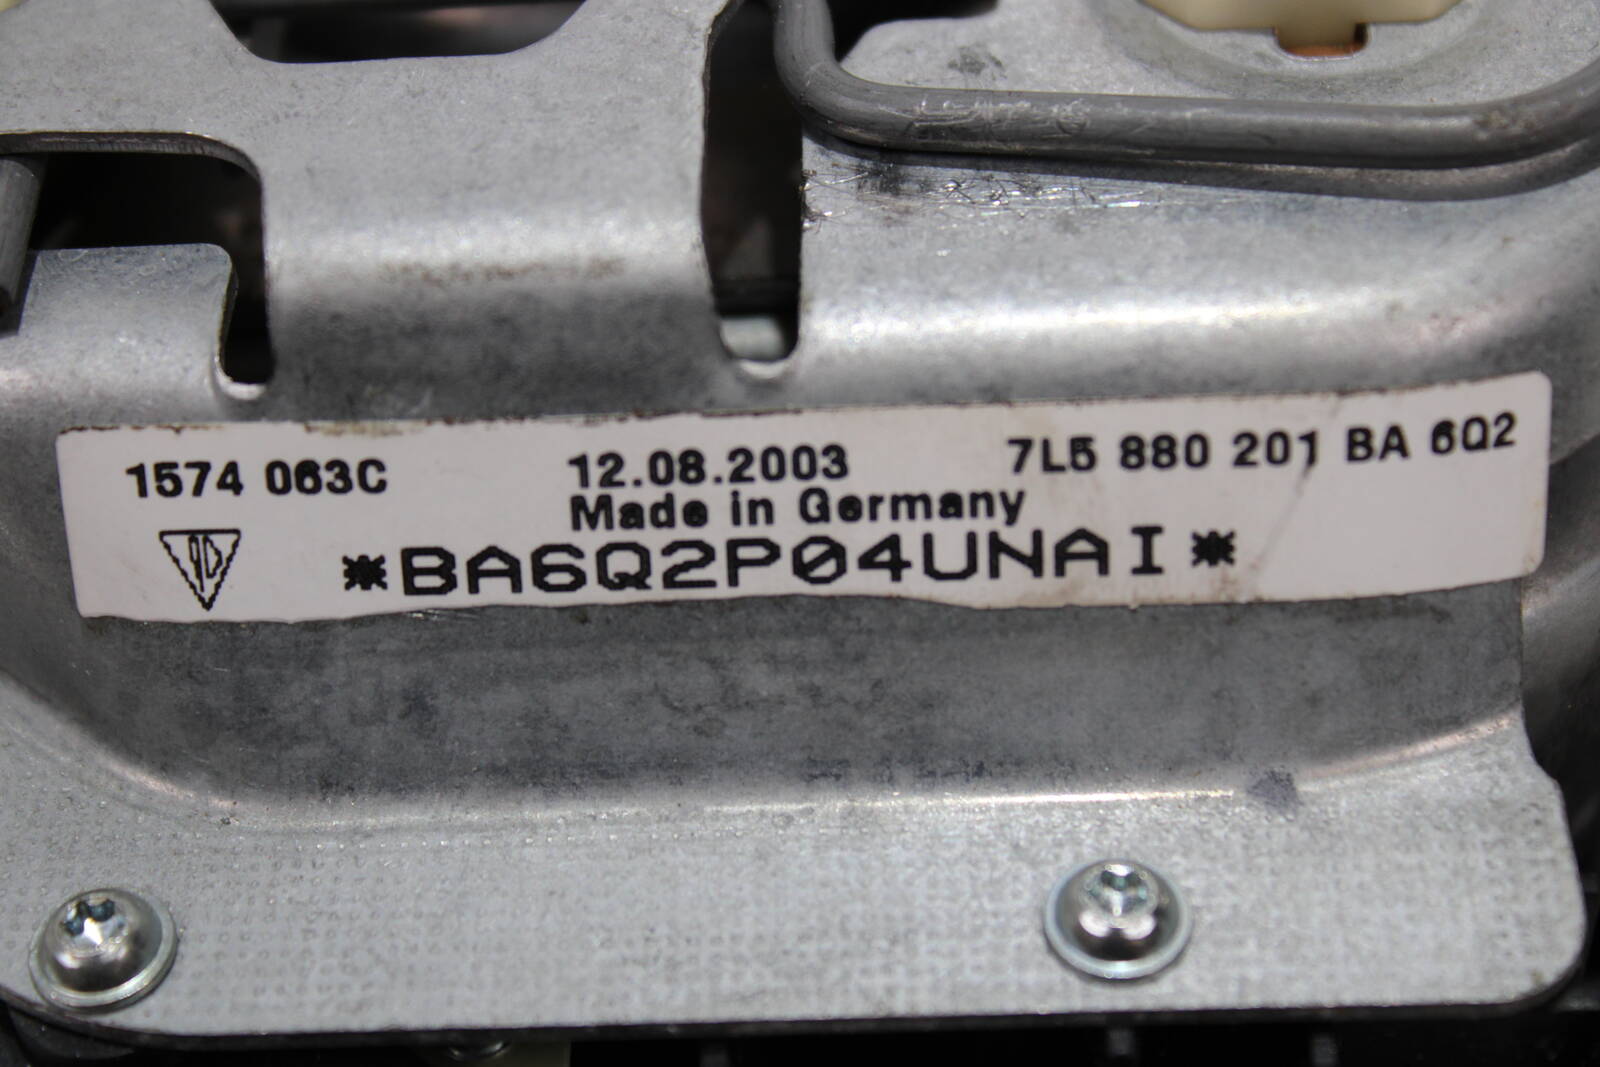 1574 063C 12.08.2003 7L5 880 201 BA 6Q2
Made in Germany
*BA6Q2P04UNAI*